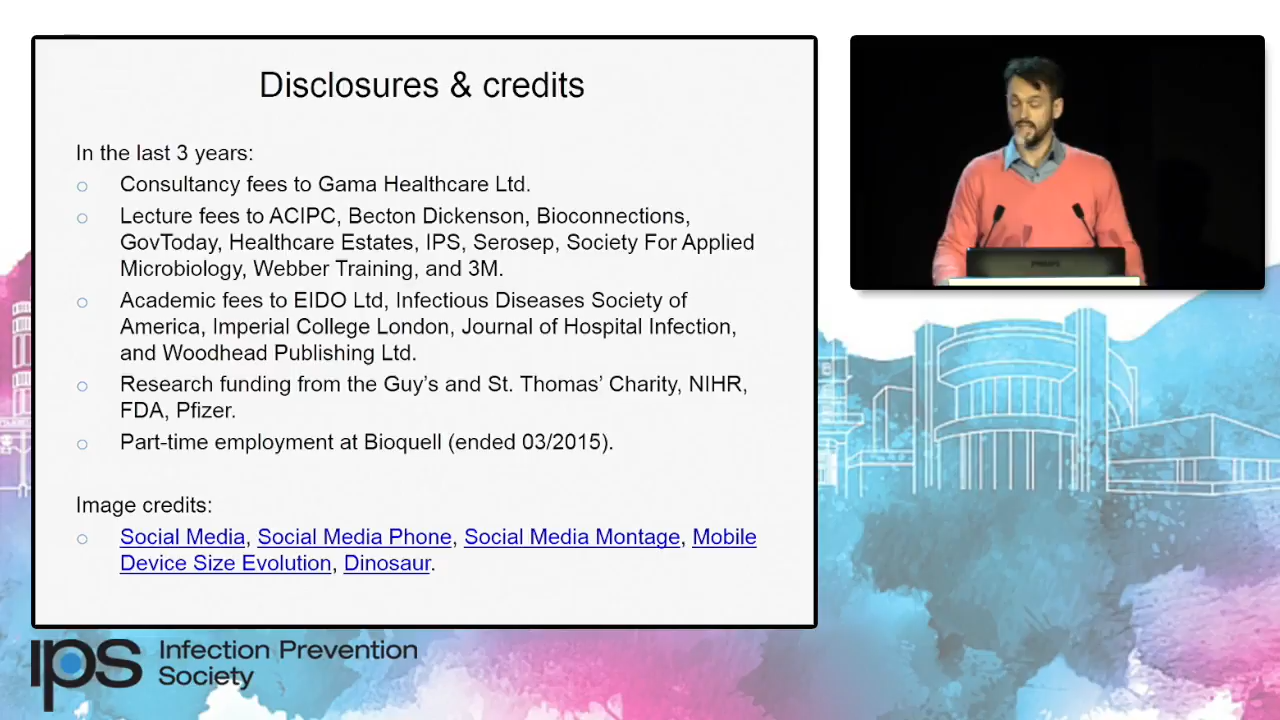 Disclosures & credits
In the last 3 years:
Consultancy fees to Gama Healthcare Ltd.
Lecture fees to ACIPC, Becton Dickenson, Bioconnections,
GovToday, Healthcare Estates, IPS, Serosep, Society For Applied
Microbiology, Webber Training, and 3M.
Academic fees to EIDO Ltd, Infectious Diseases Society of
America, Imperial College London, Journal of Hospital Infection,
and Woodhead Publishing Ltd.
Research funding from the Guy’s and St. Thomas’ Charity, NIHR,
FDA, Pfizer.
Part-time employment at Bioquell (ended 03/2015).
Image credits:
Social Media, Social Media Phone, Social Media Montage, Mobile
Device Size Evolution, Dinosaur.
PHILIPS
IPS Infection Prevention
Society